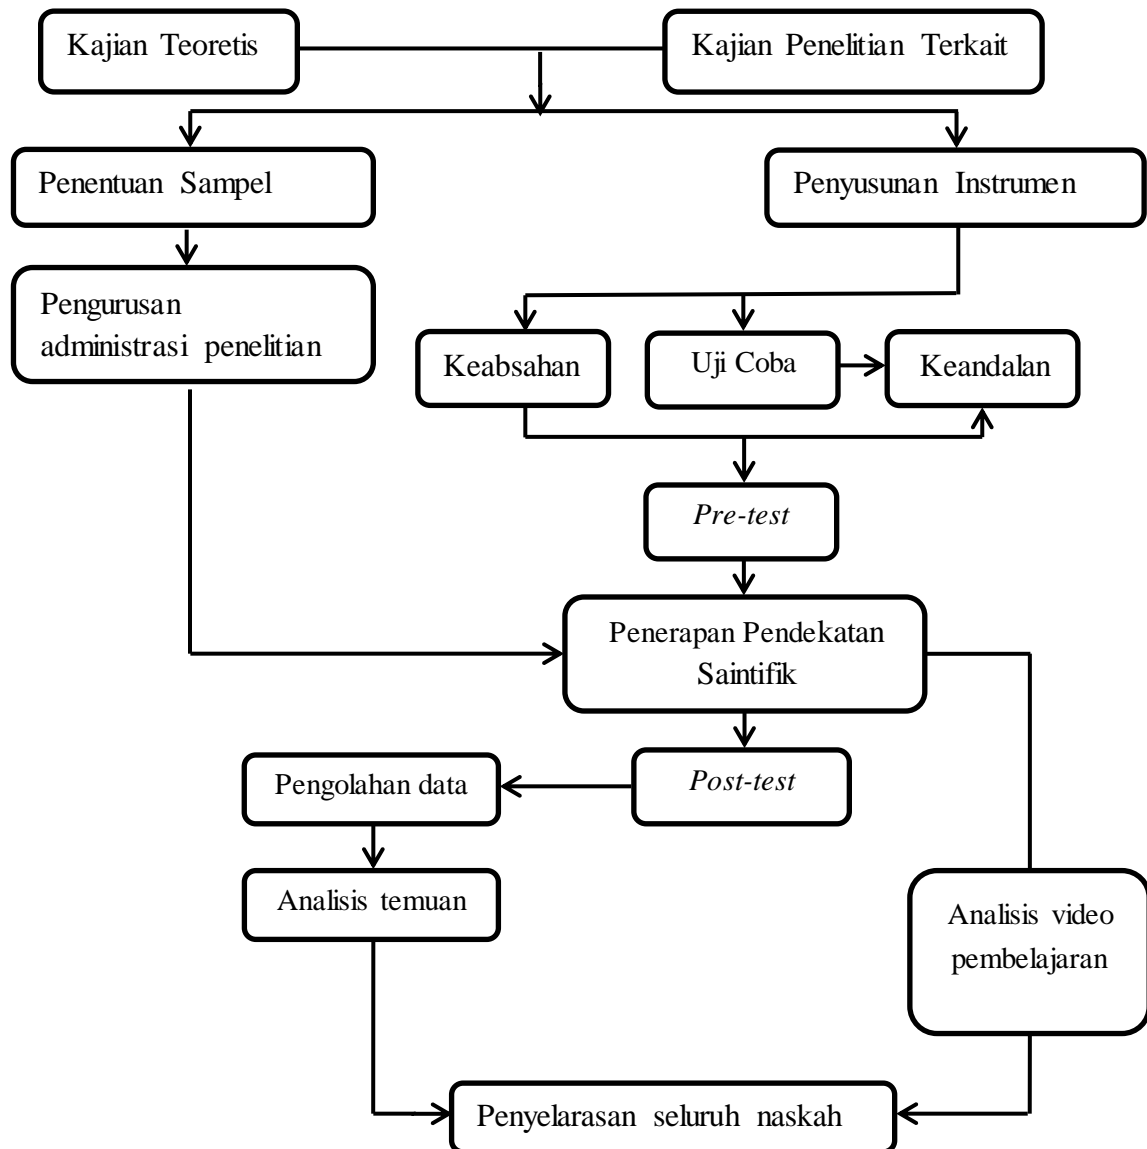 Kajian Teoretis
Kajian Penelitian Terkait
Penentuan Sampel
Penyusunan Instrumen
Pengurusan
administrasi penelitian
Keabsahan
Uji Coba
Keandalan
Pre-test
Penerapan Pendekatan
Saintifik
Pengolahan data
Post-test
Analisis temuan
Analisis video
pembelajaran
Penyelarasan seluruh naskah